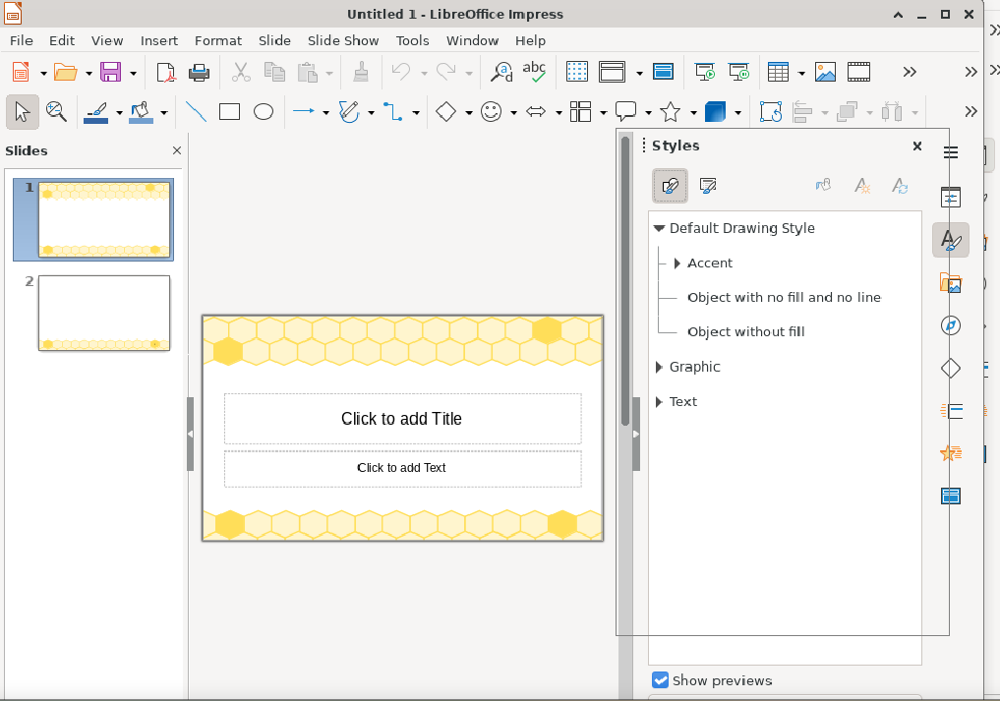 Untitled 1 - LibreOffice Impress
File Edit View Insert Format Slide Slide Show Tools Window Help
abc
Slides
Styles
1
2
Default Drawing Style
Accent
Object with no fill and no line
Object without fill
Graphic
Text
Click to add Title
Click to add Text
Show previews